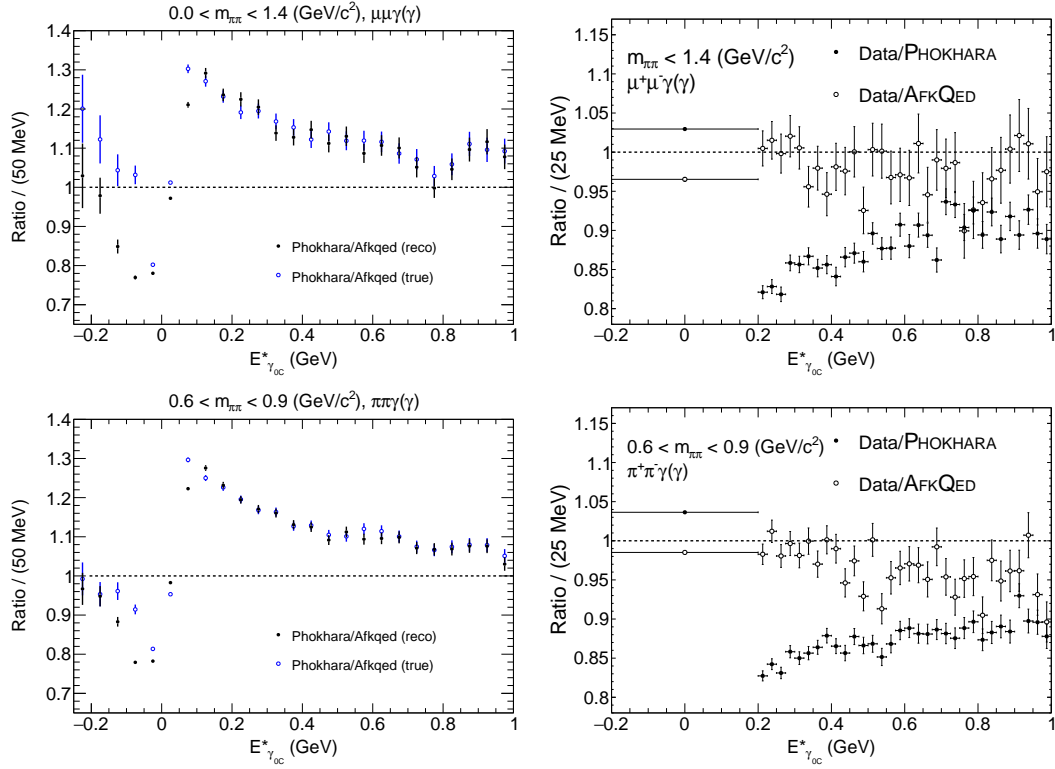 0.0 < mππ < 1.4 (GeV/c²), μμγ(γ)
Ratio / (50 MeV)
1.4
1.3
1.2
1.1
1
0.9
0.8
0.7
Phokhara/Afkqed (reco)
Phokhara/Afkqed (true)
−0.2 0 0.2 0.4 0.6 0.8 1
E*γ0C (GeV)
Ratio / (25 MeV)
1.15
1.1
1.05
1
0.95
0.9
0.85
0.8
mππ < 1.4 (GeV/c²)
μ⁺μ⁻γ(γ)
Data/PHOKHARA
Data/AFKQED
−0.2 0 0.2 0.4 0.6 0.8 1
E*γ0C (GeV)
0.6 < mππ < 0.9 (GeV/c²), ππγ(γ)
Ratio / (50 MeV)
1.4
1.3
1.2
1.1
1
0.9
0.8
0.7
Phokhara/Afkqed (reco)
Phokhara/Afkqed (true)
−0.2 0 0.2 0.4 0.6 0.8 1
E*γ0C (GeV)
Ratio / (25 MeV)
1.15
1.1
1.05
1
0.95
0.9
0.85
0.8
0.6 < mππ < 0.9 (GeV/c²)
π⁺π⁻γ(γ)
Data/PHOKHARA
Data/AFKQED
−0.2 0 0.2 0.4 0.6 0.8 1
E*γ0C (GeV)